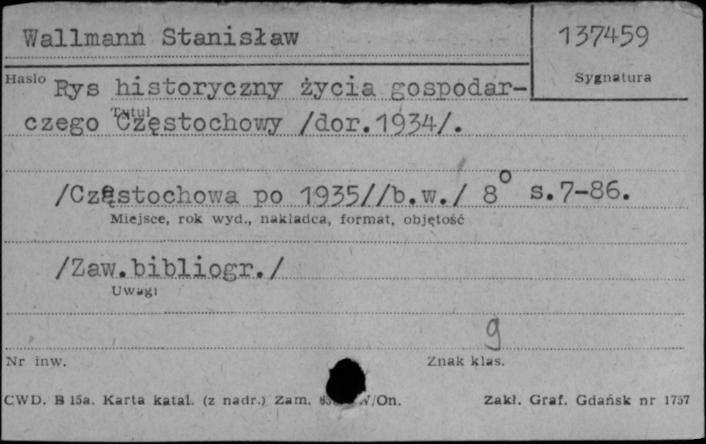 Wallmann Stanisław
137459
Sygnatura
Hasło Rys historyczny życia gospodar-
Tytuł
czego Częstochowy /dor.1934/.
/Częstochowa po 1935//b.w./ 8° s.7-86.
Miejsce, rok wyd., nakładca, format, objętość
/Zaw.bibliogr./
Uwagi
g
Nr inw.
Znak klas.
CWD. B 15a. Karta katal. (z nadr.) Zam. /On.
Zakł. Graf. Gdańsk nr 1757